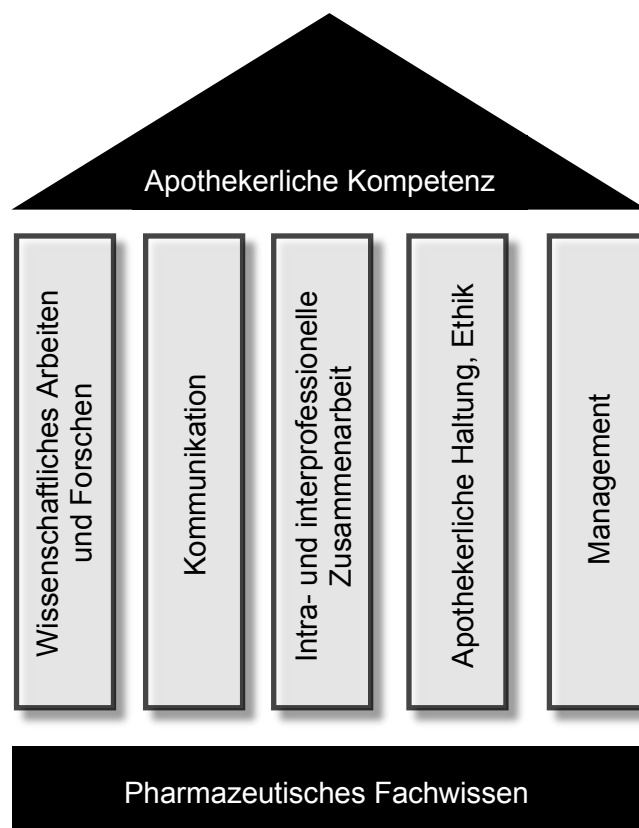 Apothekerliche Kompetenz
Wissenschaftliches Arbeiten
und Forschen
Kommunikation
Intra- und interprofessionelle
Zusammenarbeit
Apothekerliche Haltung, Ethik
Management
Pharmazeutisches Fachwissen